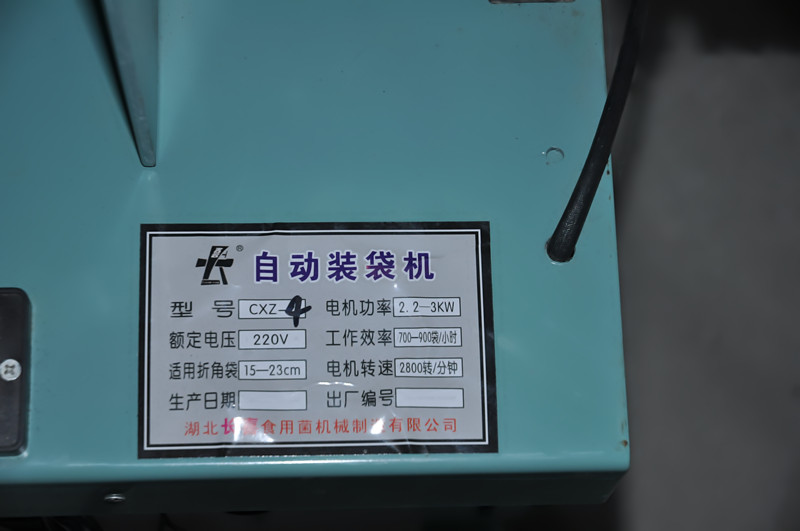 ®
自动装袋机
型号 CXZ-4 电机功率 2.2—3KW
额定电压 220V 工作效率 700—900袋/小时
适用折角袋 15—23cm 电机转速 2800转/分钟
生产日期 出厂编号
湖北长 食用菌机械制造有限公司